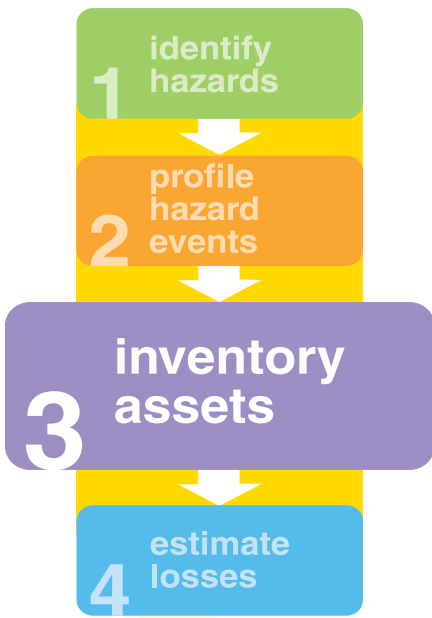 1
identify
hazards
2
profile
hazard
events
3
inventory
assets
4
estimate
losses